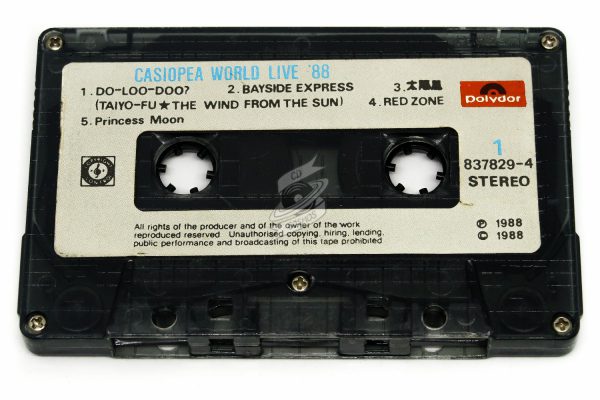 CASIOPEA WORLD LIVE '88
1. DO-LOO-DOO? 2. BAYSIDE EXPRESS 3. 太陽風
(TAIYO-FU★THE WIND FROM THE SUN) 4. RED ZONE
5. Princess Moon
Polydor
1
837829-4
STEREO
All rights of the producer and of the owner of the work
reproduced reserved. Unauthorised copying, hiring, lending,
public performance and broadcasting of this tape prohibited
℗ 1988
© 1988
CD